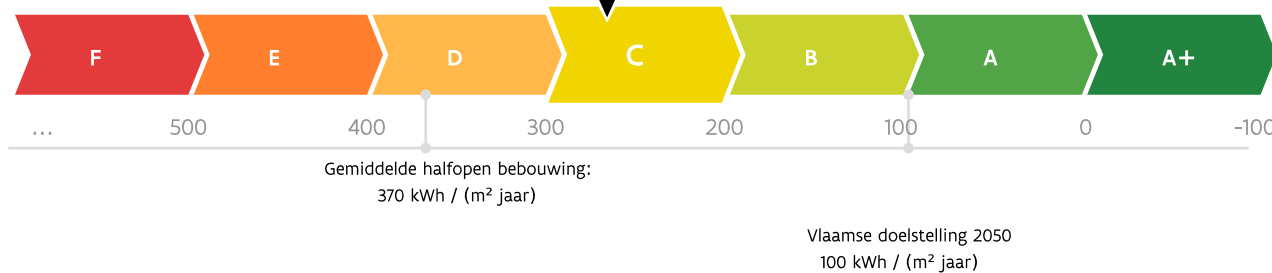 F E D C B A A+
... 500 400 300 200 100 0 -100
Gemiddelde halfopen bebouwing:
370 kWh / (m² jaar)
Vlaamse doelstelling 2050
100 kWh / (m² jaar)